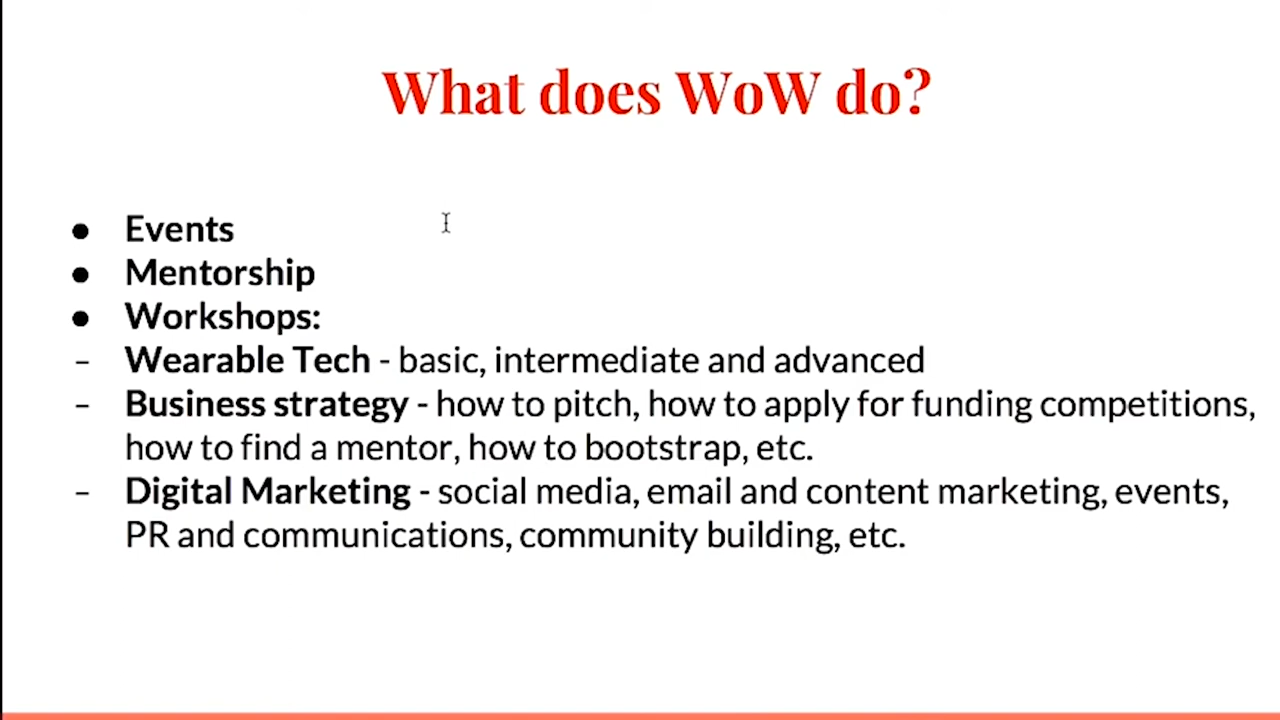 What does WoW do?
● Events
● Mentorship
● Workshops:
- Wearable Tech - basic, intermediate and advanced
- Business strategy - how to pitch, how to apply for funding competitions,
how to find a mentor, how to bootstrap, etc.
- Digital Marketing - social media, email and content marketing, events,
PR and communications, community building, etc.